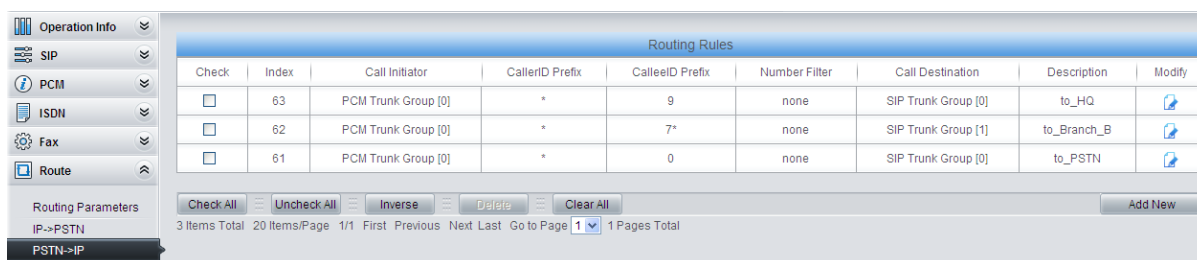 Operation Info
SIP
PCM
ISDN
Fax
Route
Routing Parameters
IP->PSTN
PSTN->IP
Routing Rules
Check Index Call Initiator CallerID Prefix CalleeID Prefix Number Filter Call Destination Description Modify
63 PCM Trunk Group [0] * 9 none SIP Trunk Group [0] to_HQ
62 PCM Trunk Group [0] * 7* none SIP Trunk Group [1] to_Branch_B
61 PCM Trunk Group [0] * 0 none SIP Trunk Group [0] to_PSTN
Check All Uncheck All Inverse Delete Clear All Add New
3 Items Total 20 Items/Page 1/1 First Previous Next Last Go to Page 1 1 Pages Total